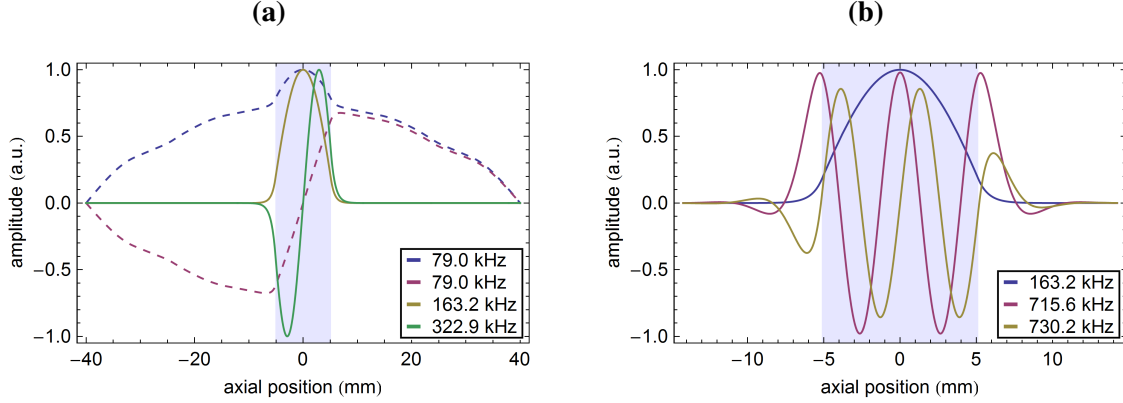 (a)
1.0
0.5
0.0
−0.5
−1.0
amplitude (a.u.)
79.0 kHz
79.0 kHz
163.2 kHz
322.9 kHz
−40 −20 0 20 40
axial position (mm)
(b)
1.0
0.5
0.0
−0.5
−1.0
amplitude (a.u.)
163.2 kHz
715.6 kHz
730.2 kHz
−10 −5 0 5 10
axial position (mm)